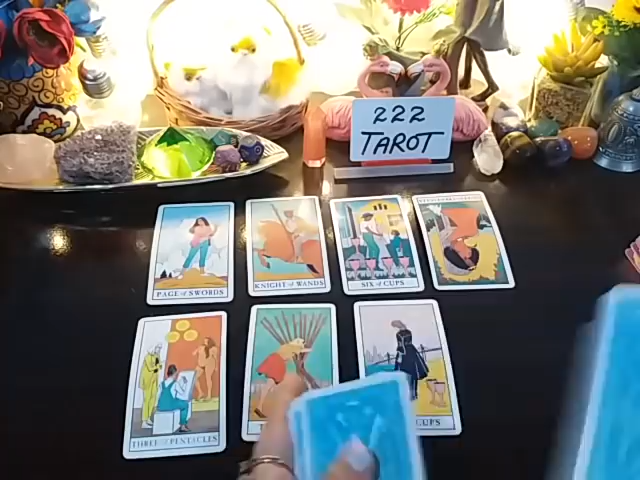 222
TAROT
PAGE of SWORDS
KNIGHT of WANDS
SIX of CUPS
THREE of PENTACLES
CUPS